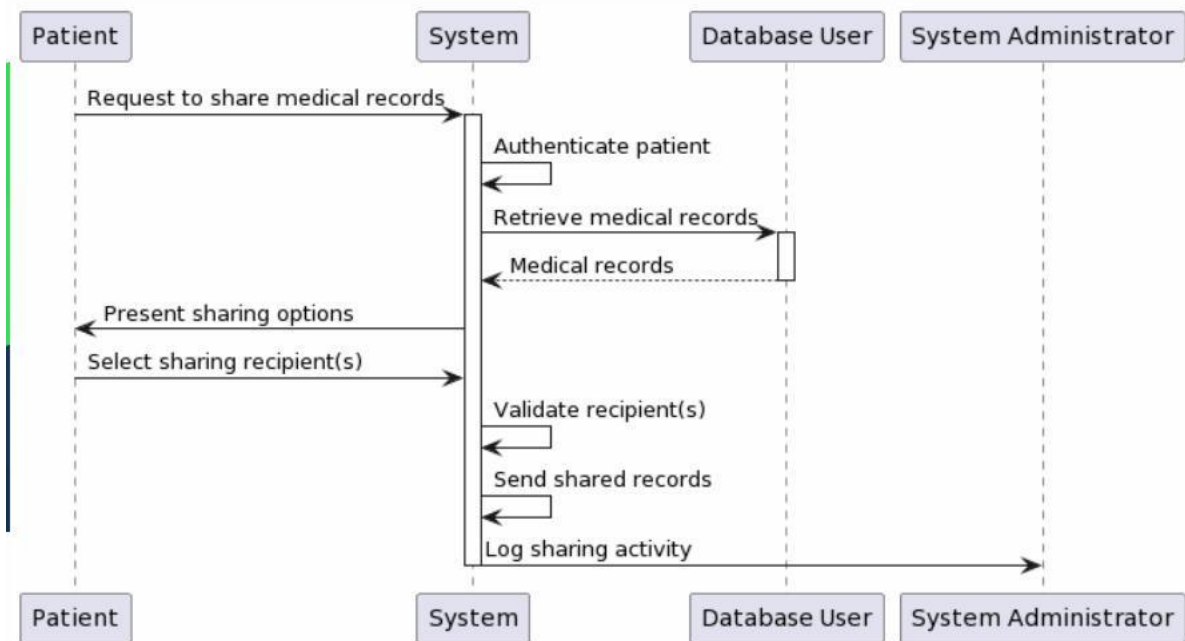 Patient System Database User System Administrator
Request to share medical records
Authenticate patient
Retrieve medical records
Medical records
Present sharing options
Select sharing recipient(s)
Validate recipient(s)
Send shared records
Log sharing activity
Patient System Database User System Administrator